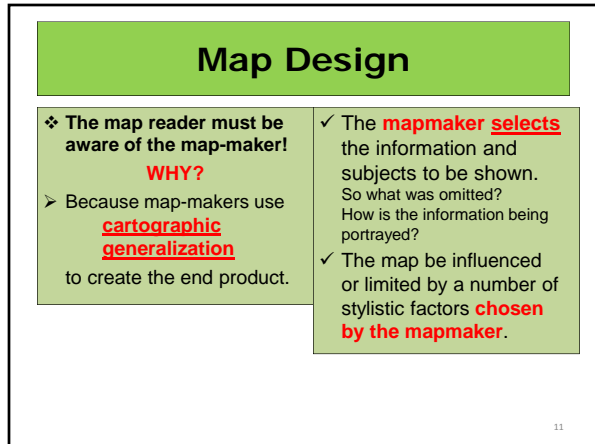 Map Design
❖ The map reader must be
aware of the map-maker!
WHY?
➢ Because map-makers use
cartographic
generalization
to create the end product.
✓ The mapmaker selects
the information and
subjects to be shown.
So what was omitted?
How is the information being
portrayed?
✓ The map be influenced
or limited by a number of
stylistic factors chosen
by the mapmaker.
11